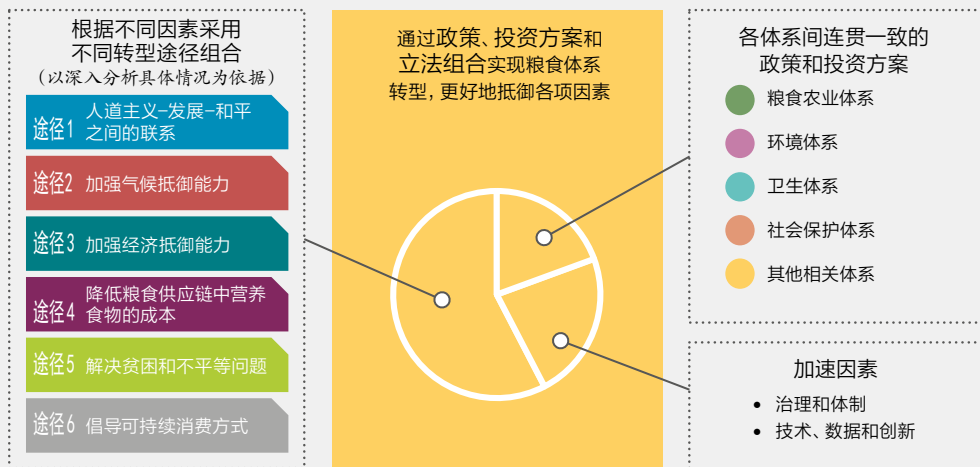 根据不同因素采用
不同转型途径组合
（以深入分析具体情况为依据）
途径1 人道主义–发展–和平
之间的联系
途径2 加强气候抵御能力
途径3 加强经济抵御能力
途径4 降低粮食供应链中营养
食物的成本
途径5 解决贫困和不平等问题
途径6 倡导可持续消费方式
通过政策、投资方案和
立法组合实现粮食体系
转型，更好地抵御各项因素
各体系间连贯一致的
政策和投资方案
粮食农业体系
环境体系
卫生体系
社会保护体系
其他相关体系
加速因素
• 治理和体制
• 技术、数据和创新